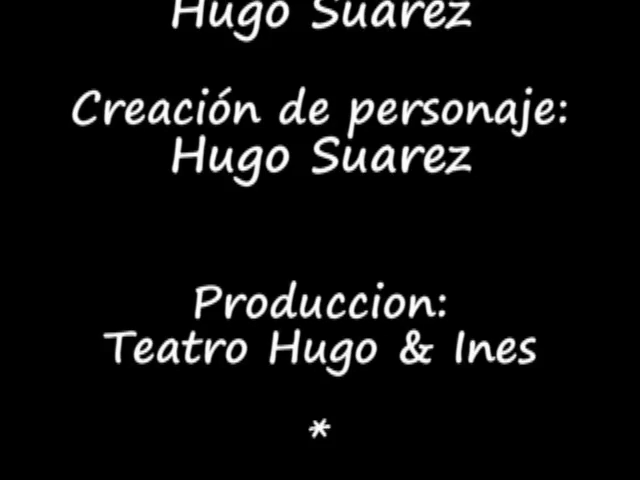 Hugo Suarez
Creación de personaje:
Hugo Suarez
Produccion:
Teatro Hugo & Ines
*